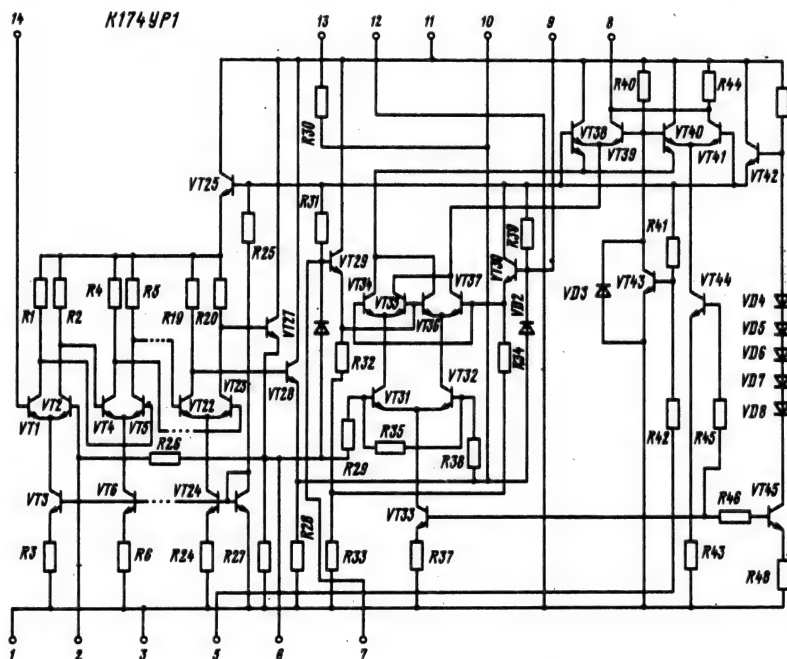 К174УР1
14 13 12 11 10 9 8
R40 R44
R30
VT38 VT40
VT39 VT41 VT42
VT25
R31 R39 R41
R25
VT29 VT30
VT34 VT37 VT43 VT44
R4 R5 VT35 VD3 VD4
R1 R2 R19 R20 VT27 VT36 VD2 VD5
VD6
R32 R34 VD7
VT28 VT32 VD8
VT2 VT4 VT22 VT23 VT31
VT1 VT5 R35 R42 R45
R26 R29 R38
VT3 VT6 VT24 VT33 R46 VT45
R28
R3 R6 R24 R27 R33 R37 R43 R48
1 2 3 5 6 7